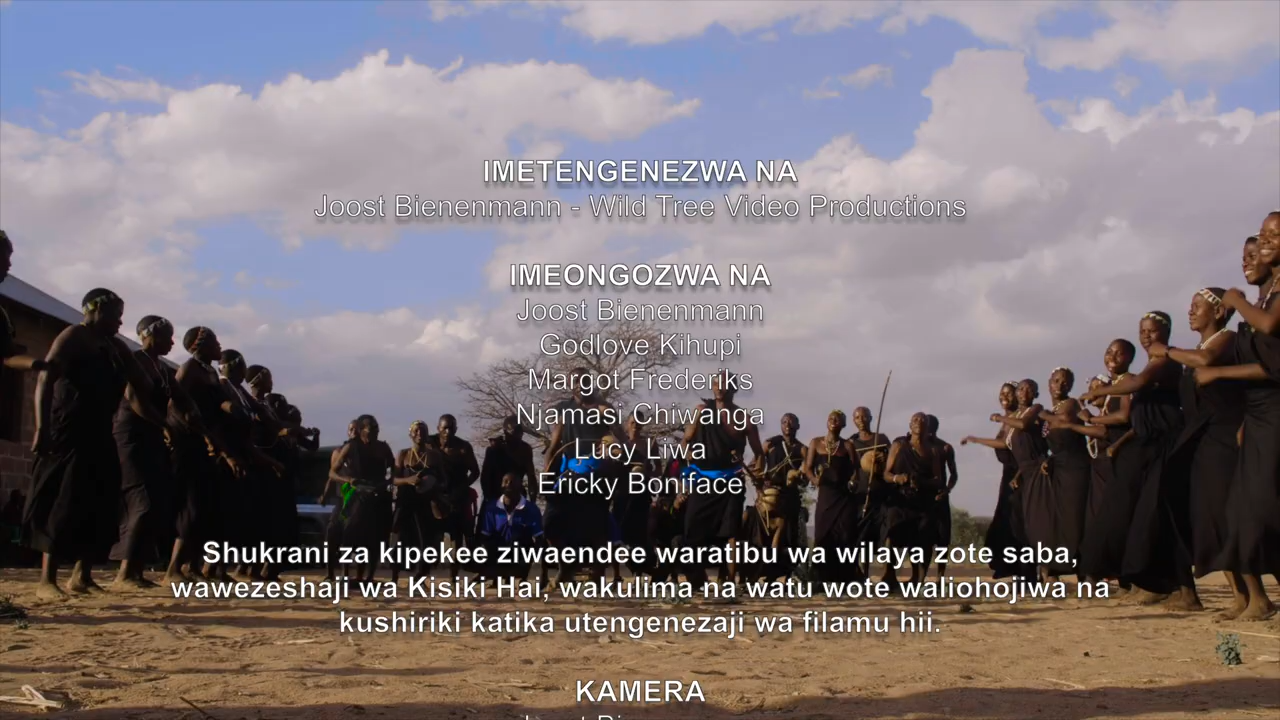 IMETENGENEZWA NA
Joost Bienenmann - Wild Tree Video Productions
IMEONGOZWA NA
Joost Bienenmann
Godlove Kihupi
Margot Frederiks
Njamasi Chiwanga
Lucy Liwa
Ericky Boniface
Shukrani za kipekee ziwaendee waratibu wa wilaya zote saba,
wawezeshaji wa Kisiki Hai, wakulima na watu wote waliohojiwa na
kushiriki katika utengenezaji wa filamu hii.
KAMERA